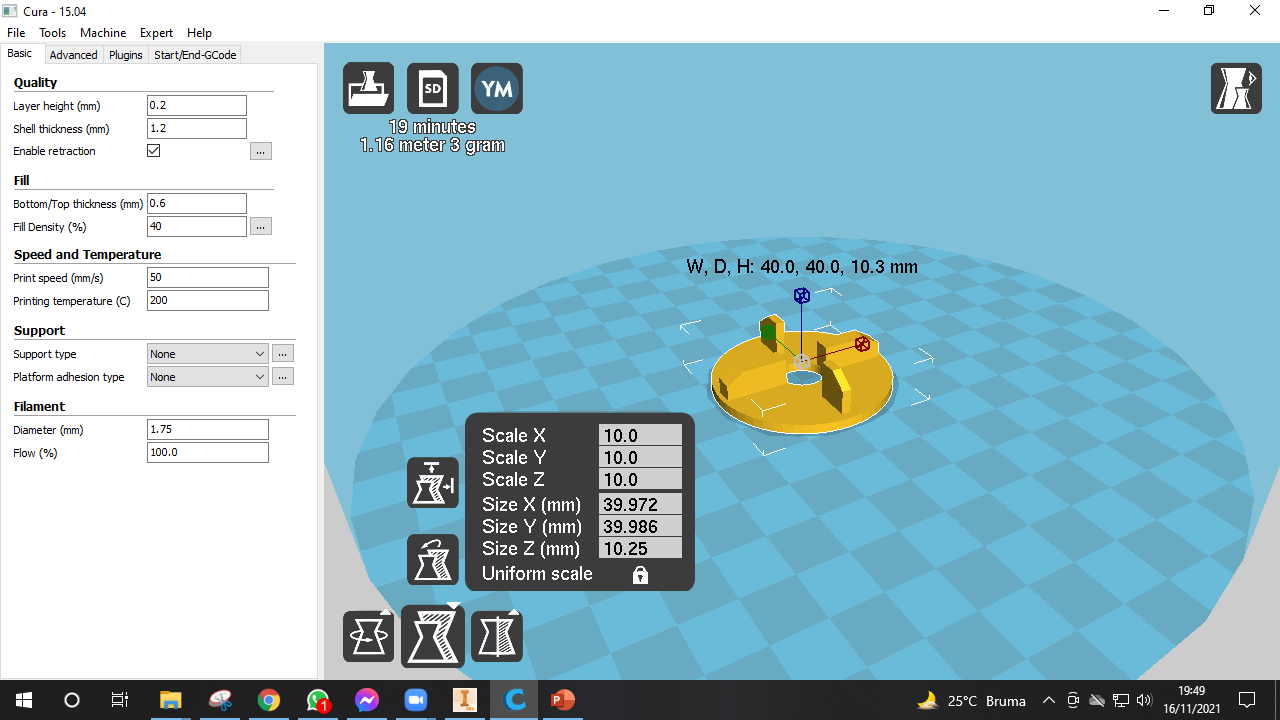 Cura - 15.04
File Tools Machine Expert Help
Basic Advanced Plugins Start/End-GCode
Quality
Layer height (mm) 0.2
Shell thickness (mm) 1.2
Enable retraction ...
Fill
Bottom/Top thickness (mm) 0.6
Fill Density (%) 40 ...
Speed and Temperature
Print speed (mm/s) 50
Printing temperature (C) 200
Support
Support type None ...
Platform adhesion type None ...
Filament
Diameter (mm) 1.75
Flow (%) 100.0
SD YM
19 minutes
1.16 meter 3 gram
W, D, H: 40.0, 40.0, 10.3 mm
Scale X 10.0
Scale Y 10.0
Scale Z 10.0
Size X (mm) 39.972
Size Y (mm) 39.986
Size Z (mm) 10.25
Uniform scale
1
25°C Bruma
19:49
16/11/2021